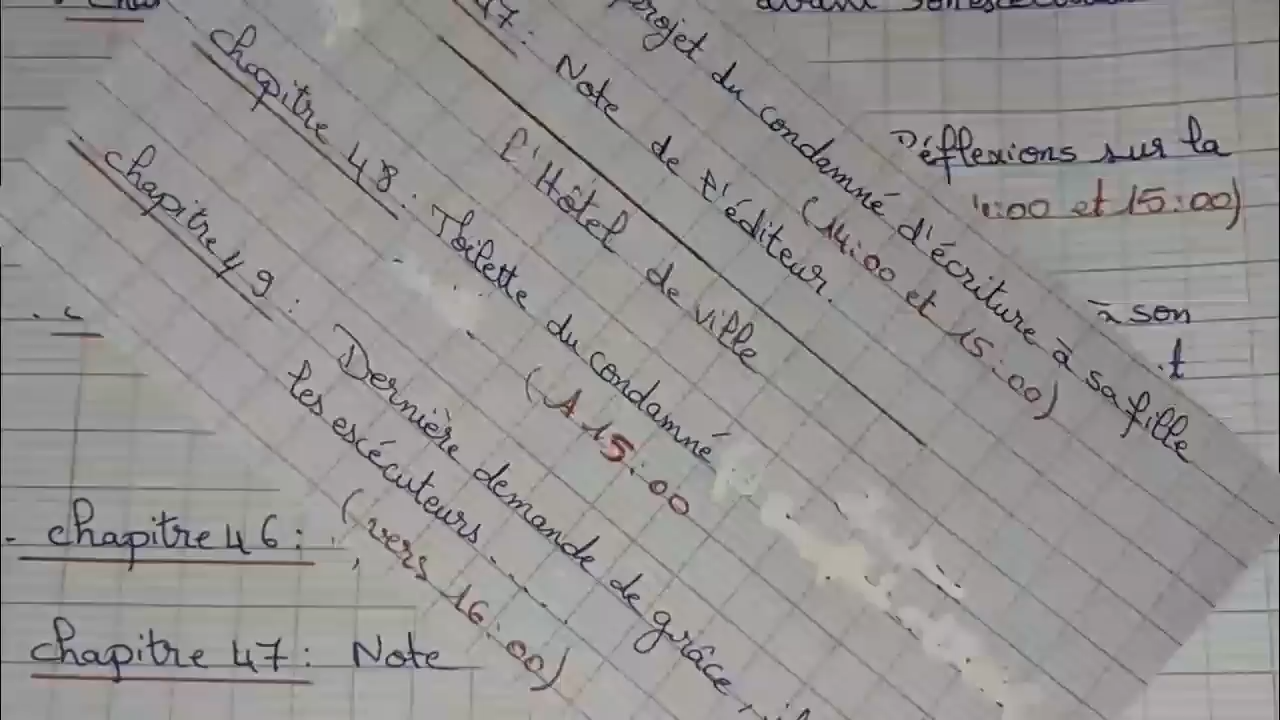 projet du condamné d'écriture à sa fille
(14:00 et 15:00)
47: Note de l'éditeur.
L'Hôtel de ville
Chapitre 48: Toilette du condamné
(A 15:00
Chapitre 49: Dernière demande de grâce,
les escécuteurs...
(vers 16:00)
Réflexions sur la
:00 et 15:00)
à son
- Chapitre 46:
Chapitre 47: Note